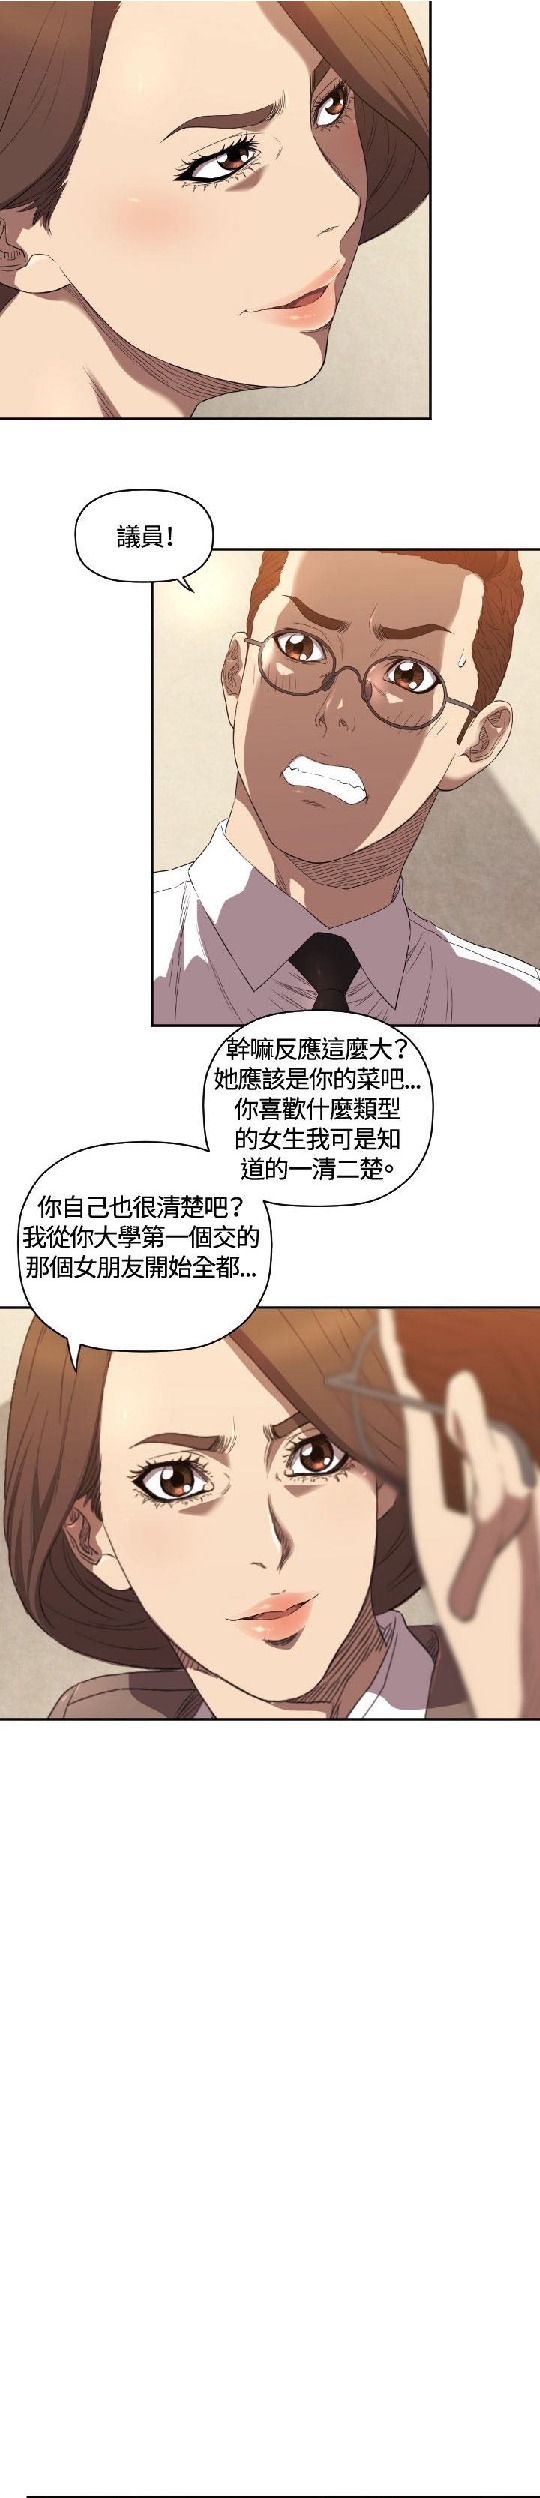 議員！
幹嘛反應這麼大？
她應該是你的菜吧...
你喜歡什麼類型
的女生我可是知
道的一清二楚。
你自己也很清楚吧？
我從你大學第一個交的
那個女朋友開始全都...